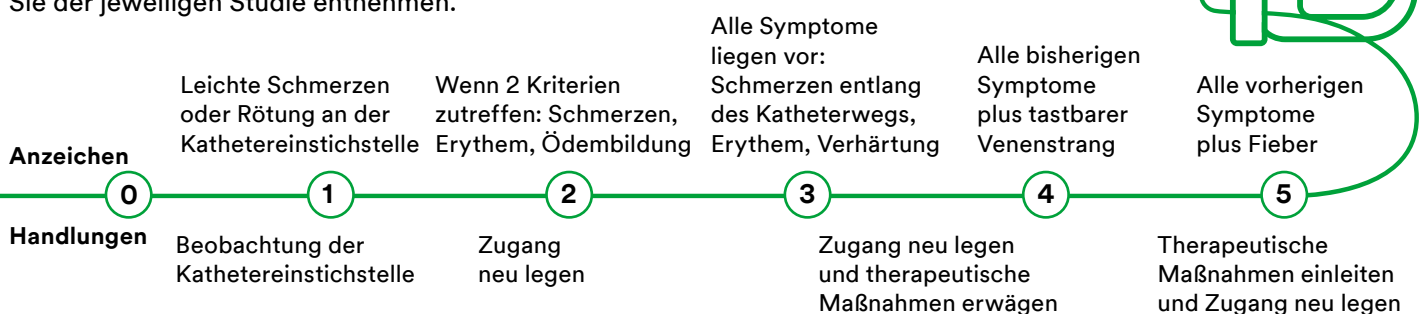 Sie der jeweiligen Studie entnehmen.
Anzeichen
Leichte Schmerzen
oder Rötung an der
Kathetereinstichstelle
Wenn 2 Kriterien
zutreffen: Schmerzen,
Erythem, Ödembildung
Alle Symptome
liegen vor:
Schmerzen entlang
des Katheterwegs,
Erythem, Verhärtung
Alle bisherigen
Symptome
plus tastbarer
Venenstrang
Alle vorherigen
Symptome
plus Fieber
0
1
2
3
4
5
Handlungen
Beobachtung der
Kathetereinstichstelle
Zugang
neu legen
Zugang neu legen
und therapeutische
Maßnahmen erwägen
Therapeutische
Maßnahmen einleiten
und Zugang neu legen